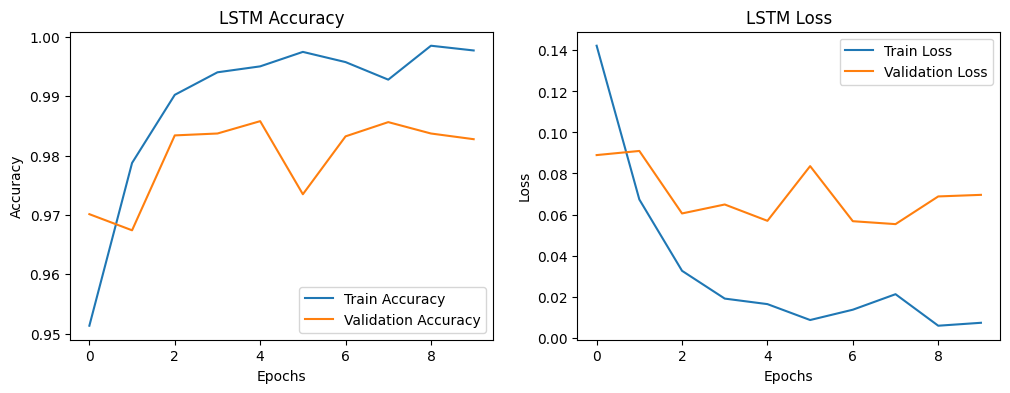 LSTM Accuracy
1.00
0.99
0.98
0.97
0.96
0.95
Accuracy
Train Accuracy
Validation Accuracy
0 2 4 6 8
Epochs
LSTM Loss
0.14
0.12
0.10
0.08
0.06
0.04
0.02
0.00
Loss
Train Loss
Validation Loss
0 2 4 6 8
Epochs